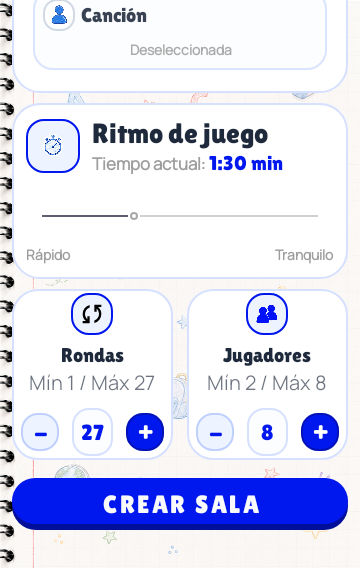 Canción
Deseleccionada
Ritmo de juego
Tiempo actual: 1:30 min
Rápido
Tranquilo
Rondas
Mín 1 / Máx 27
– 27 +
Jugadores
Mín 2 / Máx 8
– 8 +
CREAR SALA